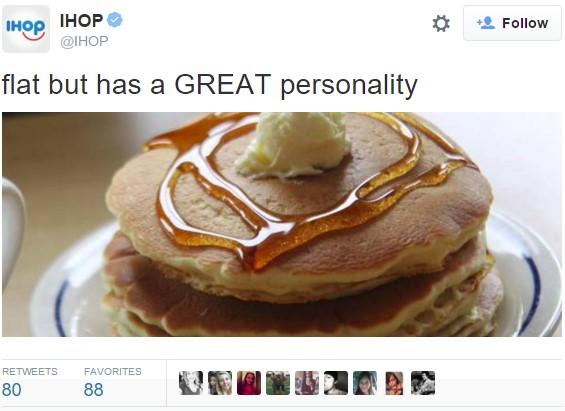 IHOP
IHOP
@IHOP
Follow
flat but has a GREAT personality
RETWEETS FAVORITES
80 88